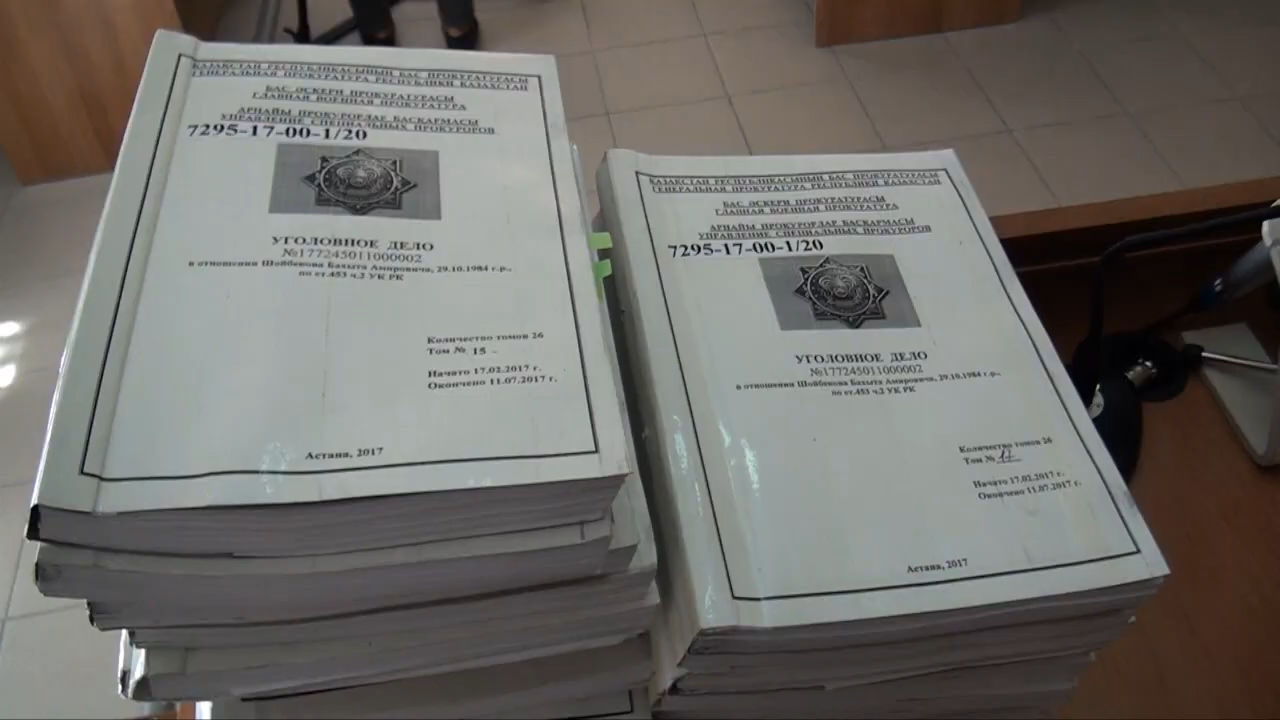 ҚАЗАҚСТАН РЕСПУБЛИКАСЫНЫҢ БАС ПРОКУРАТУРАСЫ
ГЕНЕРАЛЬНАЯ ПРОКУРАТУРА РЕСПУБЛИКИ КАЗАХСТАН
БАС ӘСКЕРИ ПРОКУРАТУРАСЫ
ГЛАВНАЯ ВОЕННАЯ ПРОКУРАТУРА
АРНАЙЫ ПРОКУРОРЛАР БАСҚАРМАСЫ
УПРАВЛЕНИЕ СПЕЦИАЛЬНЫХ ПРОКУРОРОВ
7295-17-00-1/20
УГОЛОВНОЕ ДЕЛО
№177245011000002
в отношении Шойбекова Бахыта Амировича, 29.10.1984 г.р.,
по ст.453 ч.2 УК РК
Количество томов 26
Том № 15
Начато 17.02.2017 г.
Окончено 11.07.2017 г.
Астана, 2017
ҚАЗАҚСТАН РЕСПУБЛИКАСЫНЫҢ БАС ПРОКУРАТУРАСЫ
ГЕНЕРАЛЬНАЯ ПРОКУРАТУРА РЕСПУБЛИКИ КАЗАХСТАН
БАС ӘСКЕРИ ПРОКУРАТУРАСЫ
ГЛАВНАЯ ВОЕННАЯ ПРОКУРАТУРА
АРНАЙЫ ПРОКУРОРЛАР БАСҚАРМАСЫ
УПРАВЛЕНИЕ СПЕЦИАЛЬНЫХ ПРОКУРОРОВ
7295-17-00-1/20
УГОЛОВНОЕ ДЕЛО
№177245011000002
в отношении Шойбекова Бахыта Амировича, 29.10.1984 г.р.,
по ст.453 ч.2 УК РК
Количество томов 26
Том № 17
Начато 17.02.2017 г.
Окончено 11.07.2017 г.
Астана, 2017